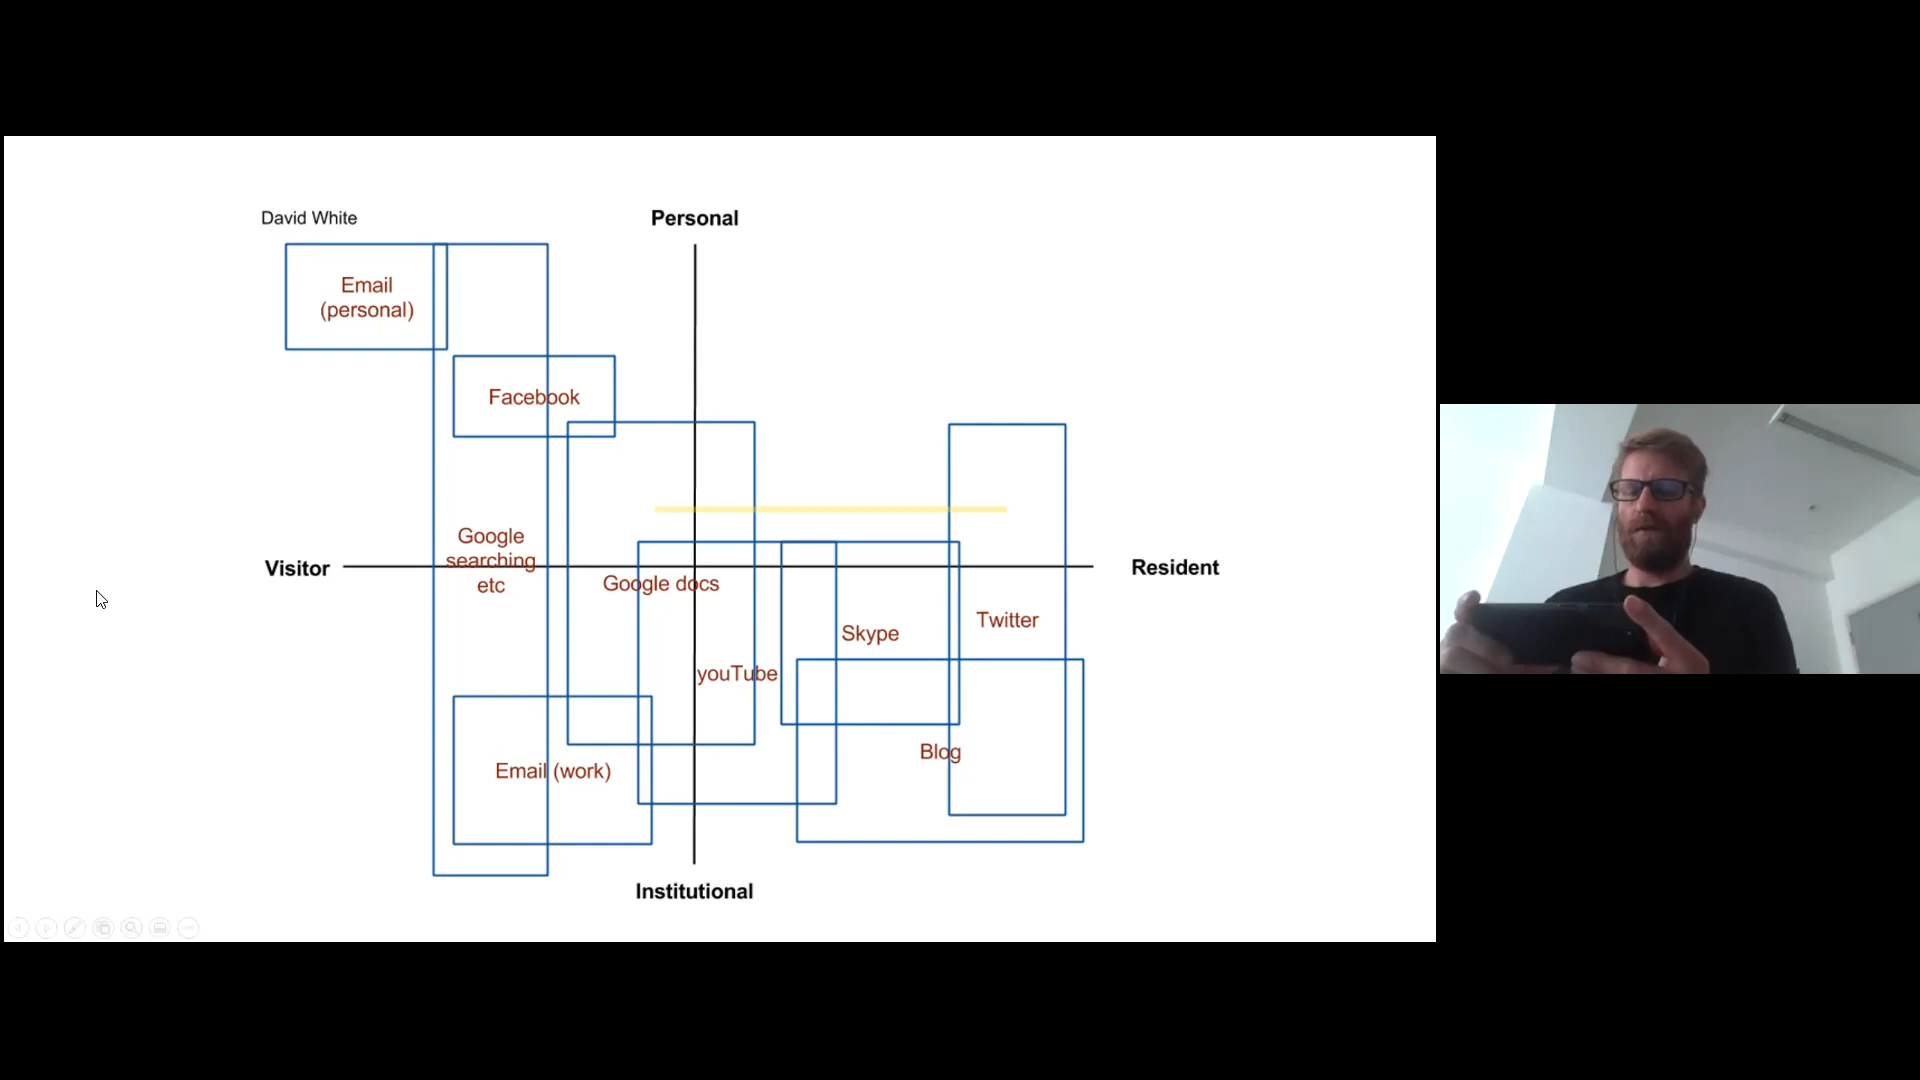 David White
Personal
Email
(personal)
Facebook
Google
searching
etc
Visitor
Resident
Google docs
Skype
Twitter
youTube
Blog
Email (work)
Institutional